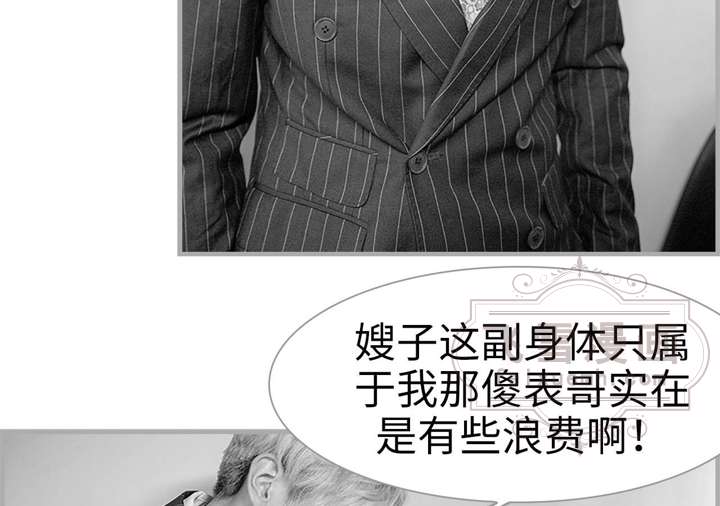 嫂子这副身体只属
于我那傻表哥实在
是有些浪费啊！